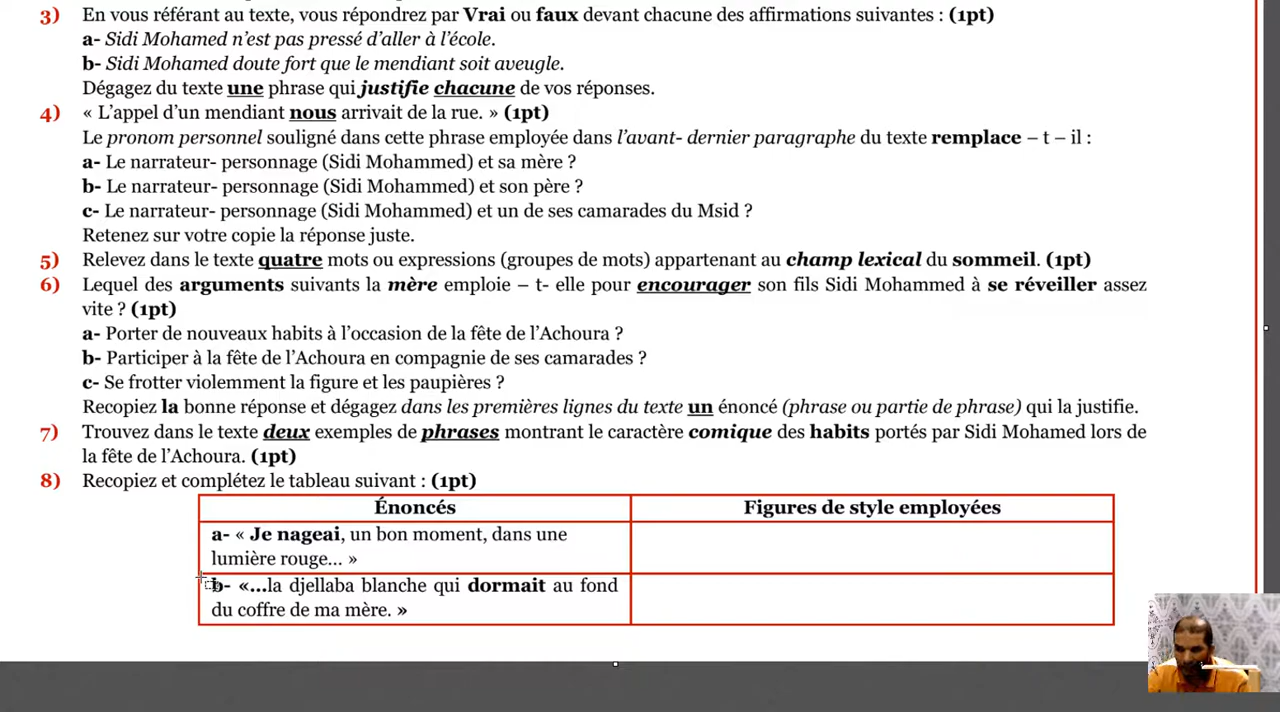 3) En vous référant au texte, vous répondrez par Vrai ou faux devant chacune des affirmations suivantes : (1pt)
a- Sidi Mohamed n'est pas pressé d'aller à l'école.
b- Sidi Mohamed doute fort que le mendiant soit aveugle.
Dégagez du texte une phrase qui justifie chacune de vos réponses.
4) « L'appel d'un mendiant nous arrivait de la rue. » (1pt)
Le pronom personnel souligné dans cette phrase employée dans l'avant- dernier paragraphe du texte remplace – t – il :
a- Le narrateur- personnage (Sidi Mohammed) et sa mère ?
b- Le narrateur- personnage (Sidi Mohammed) et son père ?
c- Le narrateur- personnage (Sidi Mohammed) et un de ses camarades du Msid ?
Retenez sur votre copie la réponse juste.
5) Relevez dans le texte quatre mots ou expressions (groupes de mots) appartenant au champ lexical du sommeil. (1pt)
6) Lequel des arguments suivants la mère emploie – t- elle pour encourager son fils Sidi Mohammed à se réveiller assez
vite ? (1pt)
a- Porter de nouveaux habits à l'occasion de la fête de l'Achoura ?
b- Participer à la fête de l'Achoura en compagnie de ses camarades ?
c- Se frotter violemment la figure et les paupières ?
Recopiez la bonne réponse et dégagez dans les premières lignes du texte un énoncé (phrase ou partie de phrase) qui la justifie.
7) Trouvez dans le texte deux exemples de phrases montrant le caractère comique des habits portés par Sidi Mohamed lors de
la fête de l'Achoura. (1pt)
8) Recopiez et complétez le tableau suivant : (1pt)
Énoncés
Figures de style employées
a- « Je nageai, un bon moment, dans une
lumière rouge... »
b- «...la djellaba blanche qui dormait au fond
du coffre de ma mère. »